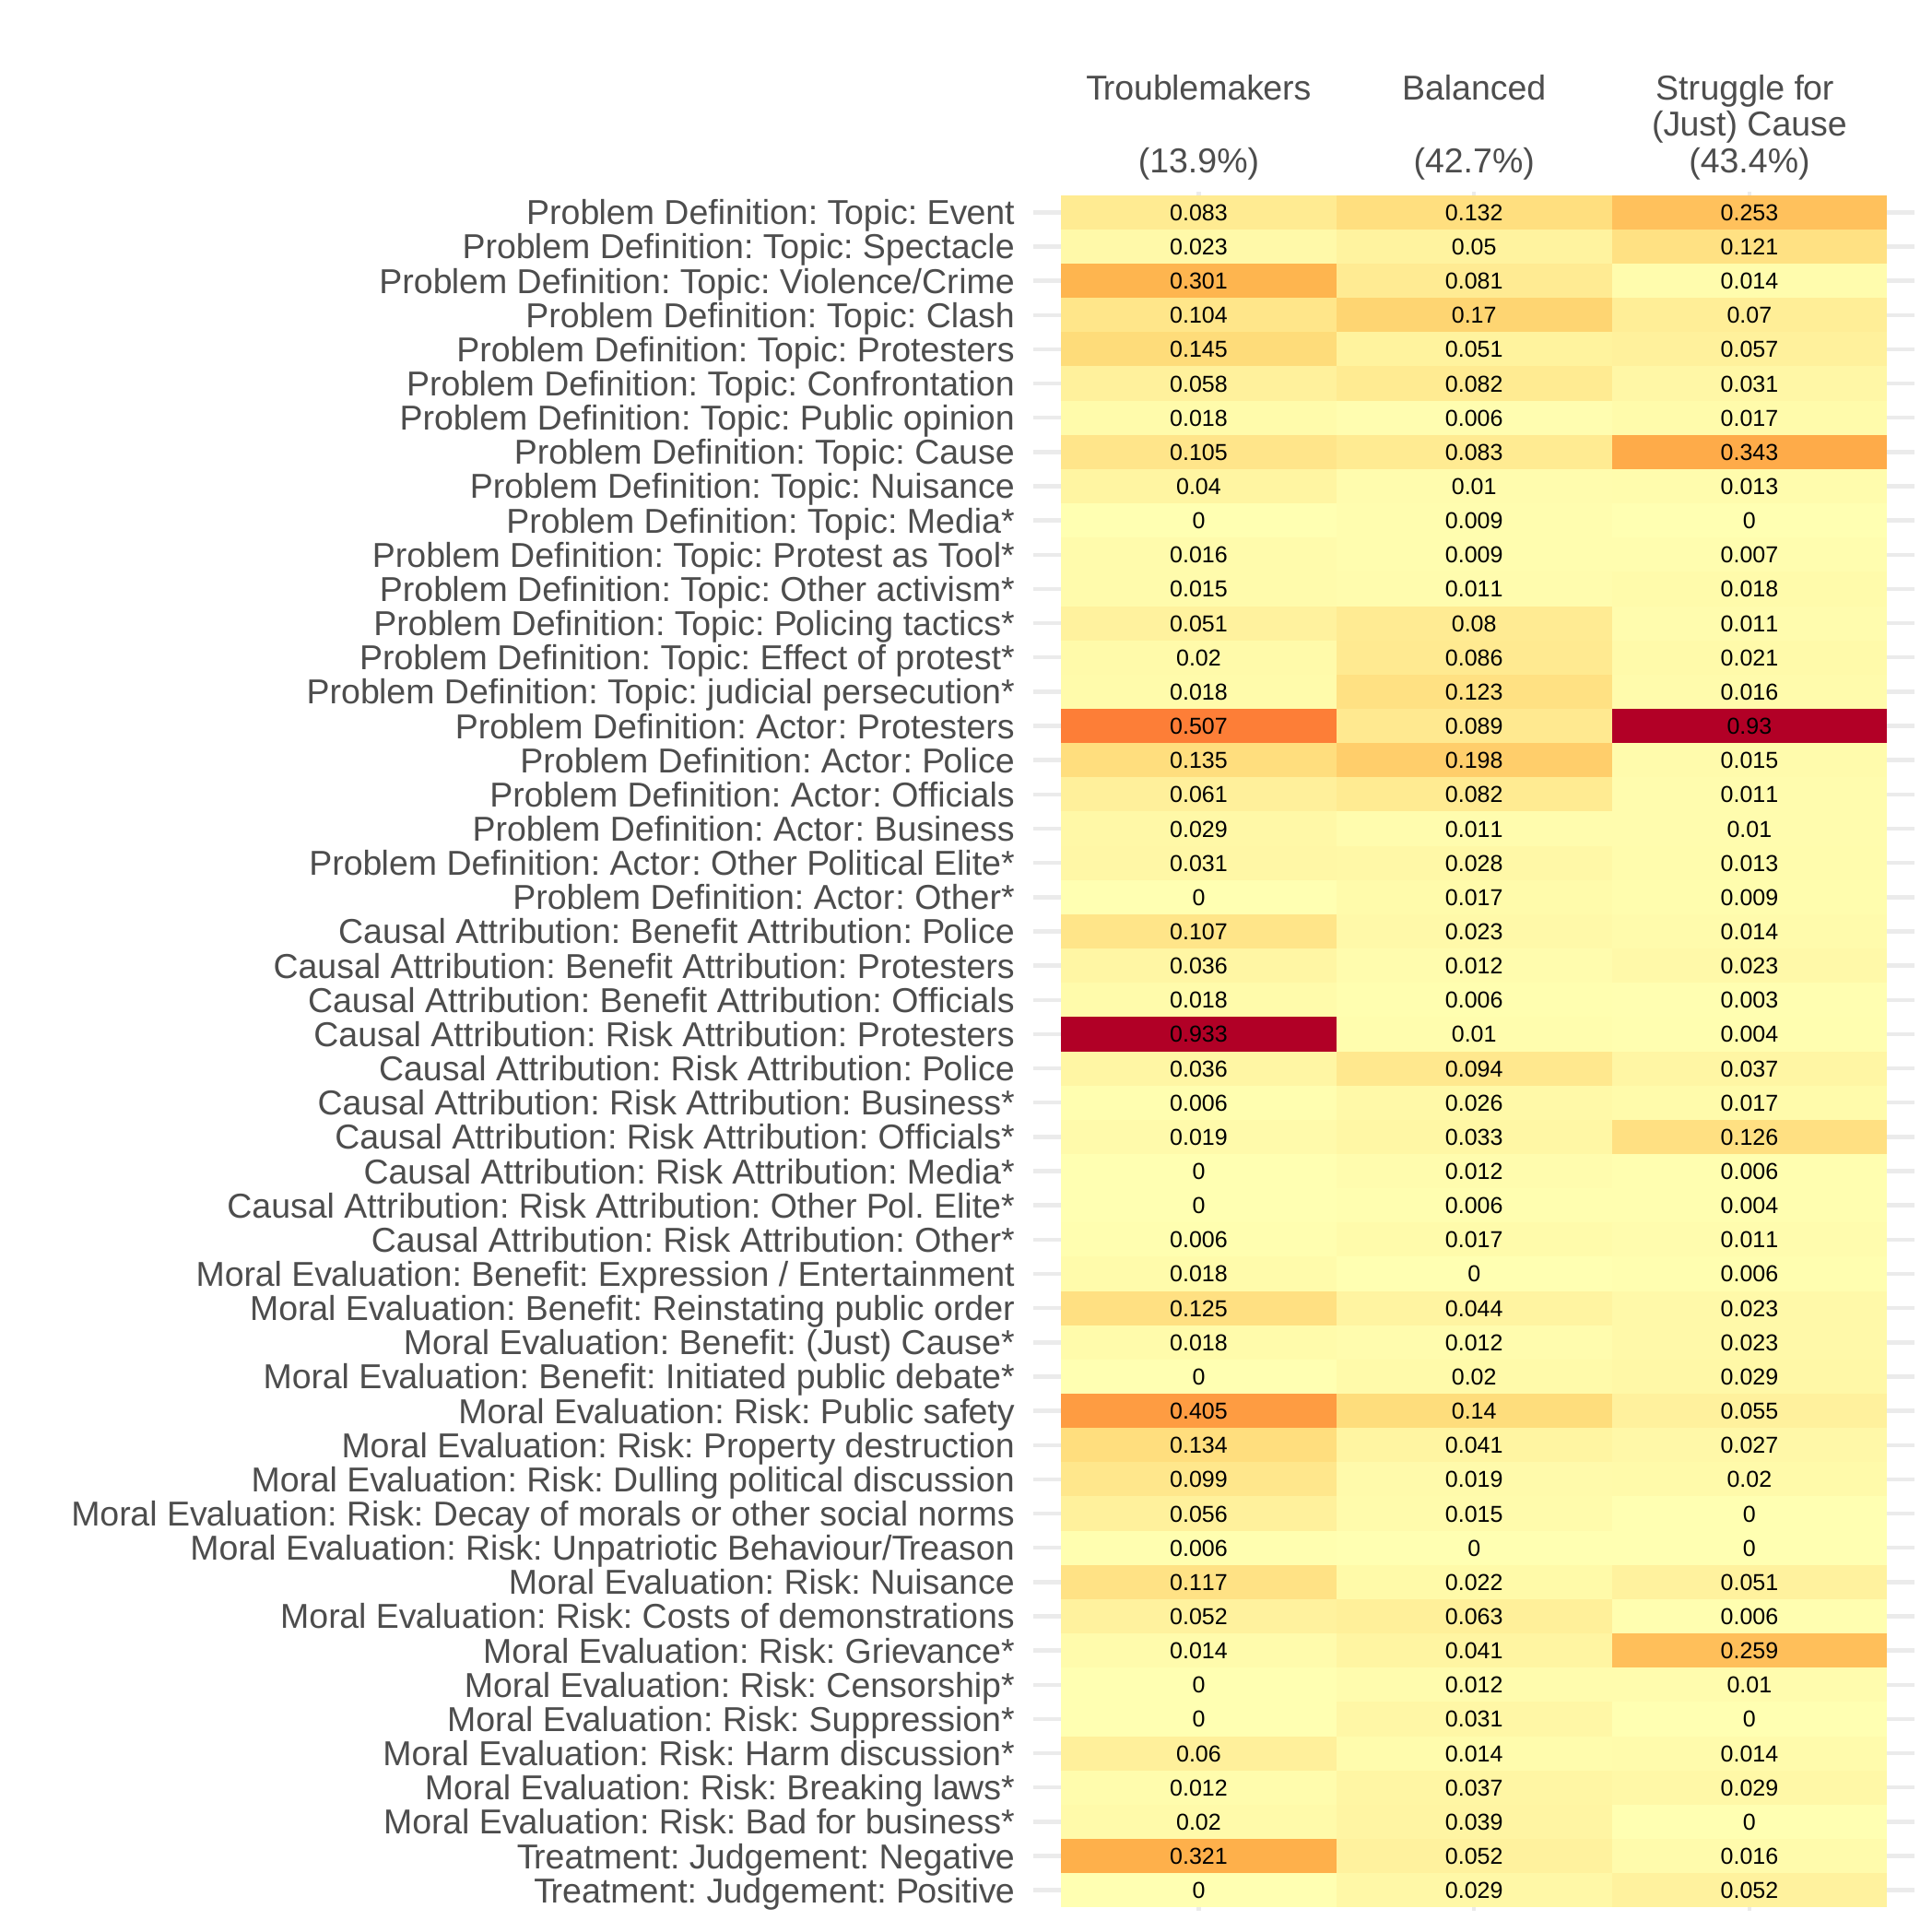 Troublemakers Balanced Struggle for
(Just) Cause
(13.9%) (42.7%) (43.4%)
Problem Definition: Topic: Event 0.083 0.132 0.253
Problem Definition: Topic: Spectacle 0.023 0.05 0.121
Problem Definition: Topic: Violence/Crime 0.301 0.081 0.014
Problem Definition: Topic: Clash 0.104 0.17 0.07
Problem Definition: Topic: Protesters 0.145 0.051 0.057
Problem Definition: Topic: Confrontation 0.058 0.082 0.031
Problem Definition: Topic: Public opinion 0.018 0.006 0.017
Problem Definition: Topic: Cause 0.105 0.083 0.343
Problem Definition: Topic: Nuisance 0.04 0.01 0.013
Problem Definition: Topic: Media* 0 0.009 0
Problem Definition: Topic: Protest as Tool* 0.016 0.009 0.007
Problem Definition: Topic: Other activism* 0.015 0.011 0.018
Problem Definition: Topic: Policing tactics* 0.051 0.08 0.011
Problem Definition: Topic: Effect of protest* 0.02 0.086 0.021
Problem Definition: Topic: judicial persecution* 0.018 0.123 0.016
Problem Definition: Actor: Protesters 0.507 0.089 0.93
Problem Definition: Actor: Police 0.135 0.198 0.015
Problem Definition: Actor: Officials 0.061 0.082 0.011
Problem Definition: Actor: Business 0.029 0.011 0.01
Problem Definition: Actor: Other Political Elite* 0.031 0.028 0.013
Problem Definition: Actor: Other* 0 0.017 0.009
Causal Attribution: Benefit Attribution: Police 0.107 0.023 0.014
Causal Attribution: Benefit Attribution: Protesters 0.036 0.012 0.023
Causal Attribution: Benefit Attribution: Officials 0.018 0.006 0.003
Causal Attribution: Risk Attribution: Protesters 0.933 0.01 0.004
Causal Attribution: Risk Attribution: Police 0.036 0.094 0.037
Causal Attribution: Risk Attribution: Business* 0.006 0.026 0.017
Causal Attribution: Risk Attribution: Officials* 0.019 0.033 0.126
Causal Attribution: Risk Attribution: Media* 0 0.012 0.006
Causal Attribution: Risk Attribution: Other Pol. Elite* 0 0.006 0.004
Causal Attribution: Risk Attribution: Other* 0.006 0.017 0.011
Moral Evaluation: Benefit: Expression / Entertainment 0.018 0 0.006
Moral Evaluation: Benefit: Reinstating public order 0.125 0.044 0.023
Moral Evaluation: Benefit: (Just) Cause* 0.018 0.012 0.023
Moral Evaluation: Benefit: Initiated public debate* 0 0.02 0.029
Moral Evaluation: Risk: Public safety 0.405 0.14 0.055
Moral Evaluation: Risk: Property destruction 0.134 0.041 0.027
Moral Evaluation: Risk: Dulling political discussion 0.099 0.019 0.02
Moral Evaluation: Risk: Decay of morals or other social norms 0.056 0.015 0
Moral Evaluation: Risk: Unpatriotic Behaviour/Treason 0.006 0 0
Moral Evaluation: Risk: Nuisance 0.117 0.022 0.051
Moral Evaluation: Risk: Costs of demonstrations 0.052 0.063 0.006
Moral Evaluation: Risk: Grievance* 0.014 0.041 0.259
Moral Evaluation: Risk: Censorship* 0 0.012 0.01
Moral Evaluation: Risk: Suppression* 0 0.031 0
Moral Evaluation: Risk: Harm discussion* 0.06 0.014 0.014
Moral Evaluation: Risk: Breaking laws* 0.012 0.037 0.029
Moral Evaluation: Risk: Bad for business* 0.02 0.039 0
Treatment: Judgement: Negative 0.321 0.052 0.016
Treatment: Judgement: Positive 0 0.029 0.052